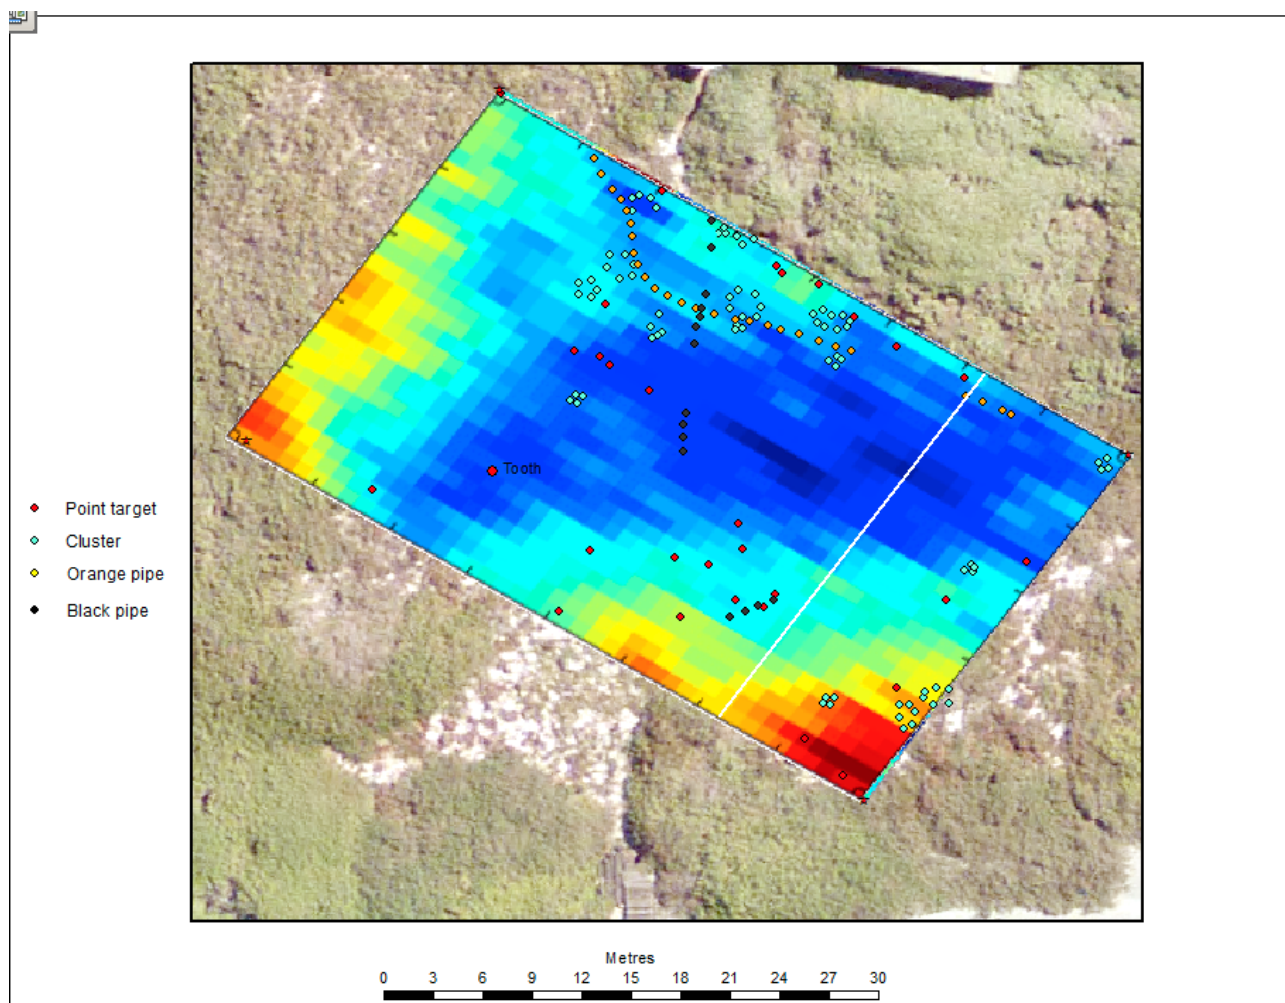 Tooth
Point target
Cluster
Orange pipe
Black pipe
Metres
0 3 6 9 12 15 18 21 24 27 30